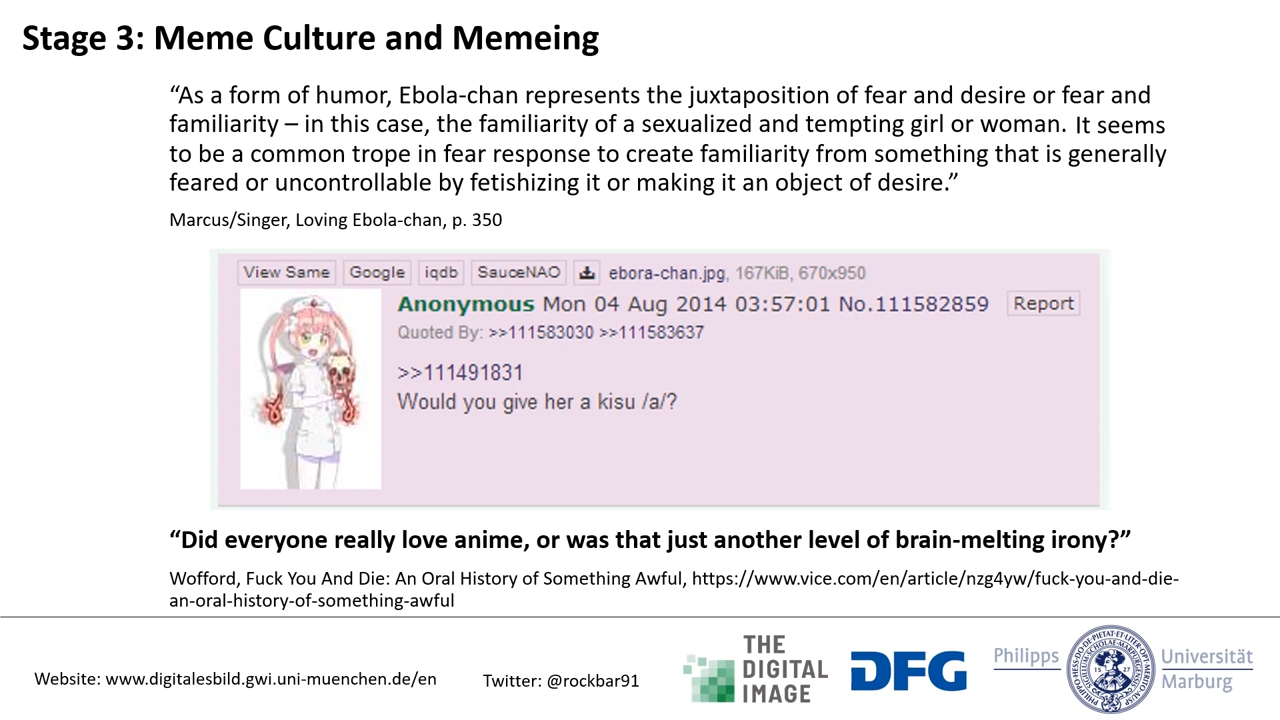 Stage 3: Meme Culture and Memeing
“As a form of humor, Ebola-chan represents the juxtaposition of fear and desire or fear and
familiarity – in this case, the familiarity of a sexualized and tempting girl or woman. It seems
to be a common trope in fear response to create familiarity from something that is generally
feared or uncontrollable by fetishizing it or making it an object of desire.”
Marcus/Singer, Loving Ebola-chan, p. 350
View Same Google iqdb SauceNAO ebora-chan.jpg, 167KiB, 670x950
Anonymous Mon 04 Aug 2014 03:57:01 No.111582859 Report
Quoted By: >>111583030 >>111583637
>>111491831
Would you give her a kisu /a/?
“Did everyone really love anime, or was that just another level of brain-melting irony?”
Wofford, Fuck You And Die: An Oral History of Something Awful, https://www.vice.com/en/article/nzg4yw/fuck-you-and-die-
an-oral-history-of-something-awful
Website: www.digitalesbild.gwi.uni-muenchen.de/en
Twitter: @rockbar91
THE
DIGITAL
IMAGE
DFG
Philipps Universität
Marburg